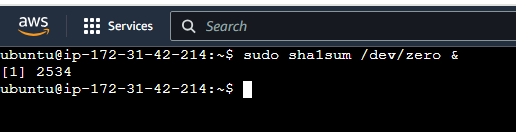 aws
Services
Search
ubuntu@ip-172-31-42-214:~$ sudo sha1sum /dev/zero &
[1] 2534
ubuntu@ip-172-31-42-214:~$